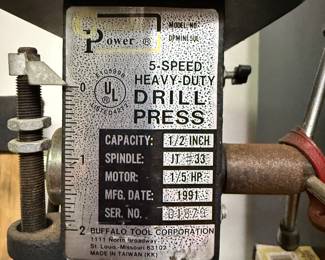 Power ®
MODEL NO.
5-SPEED
HEAVY-DUTY
DRILL
PRESS
UL
LISTED
0
1
2
CAPACITY: 1/2 INCH
SPINDLE: JT #33
MOTOR: 1/5 HP
MFG. DATE: 1991
SER. NO.
BUFFALO TOOL CORPORATION
1111 North Broadway
St. Louis, Missouri 63102
MADE IN TAIWAN (KK)